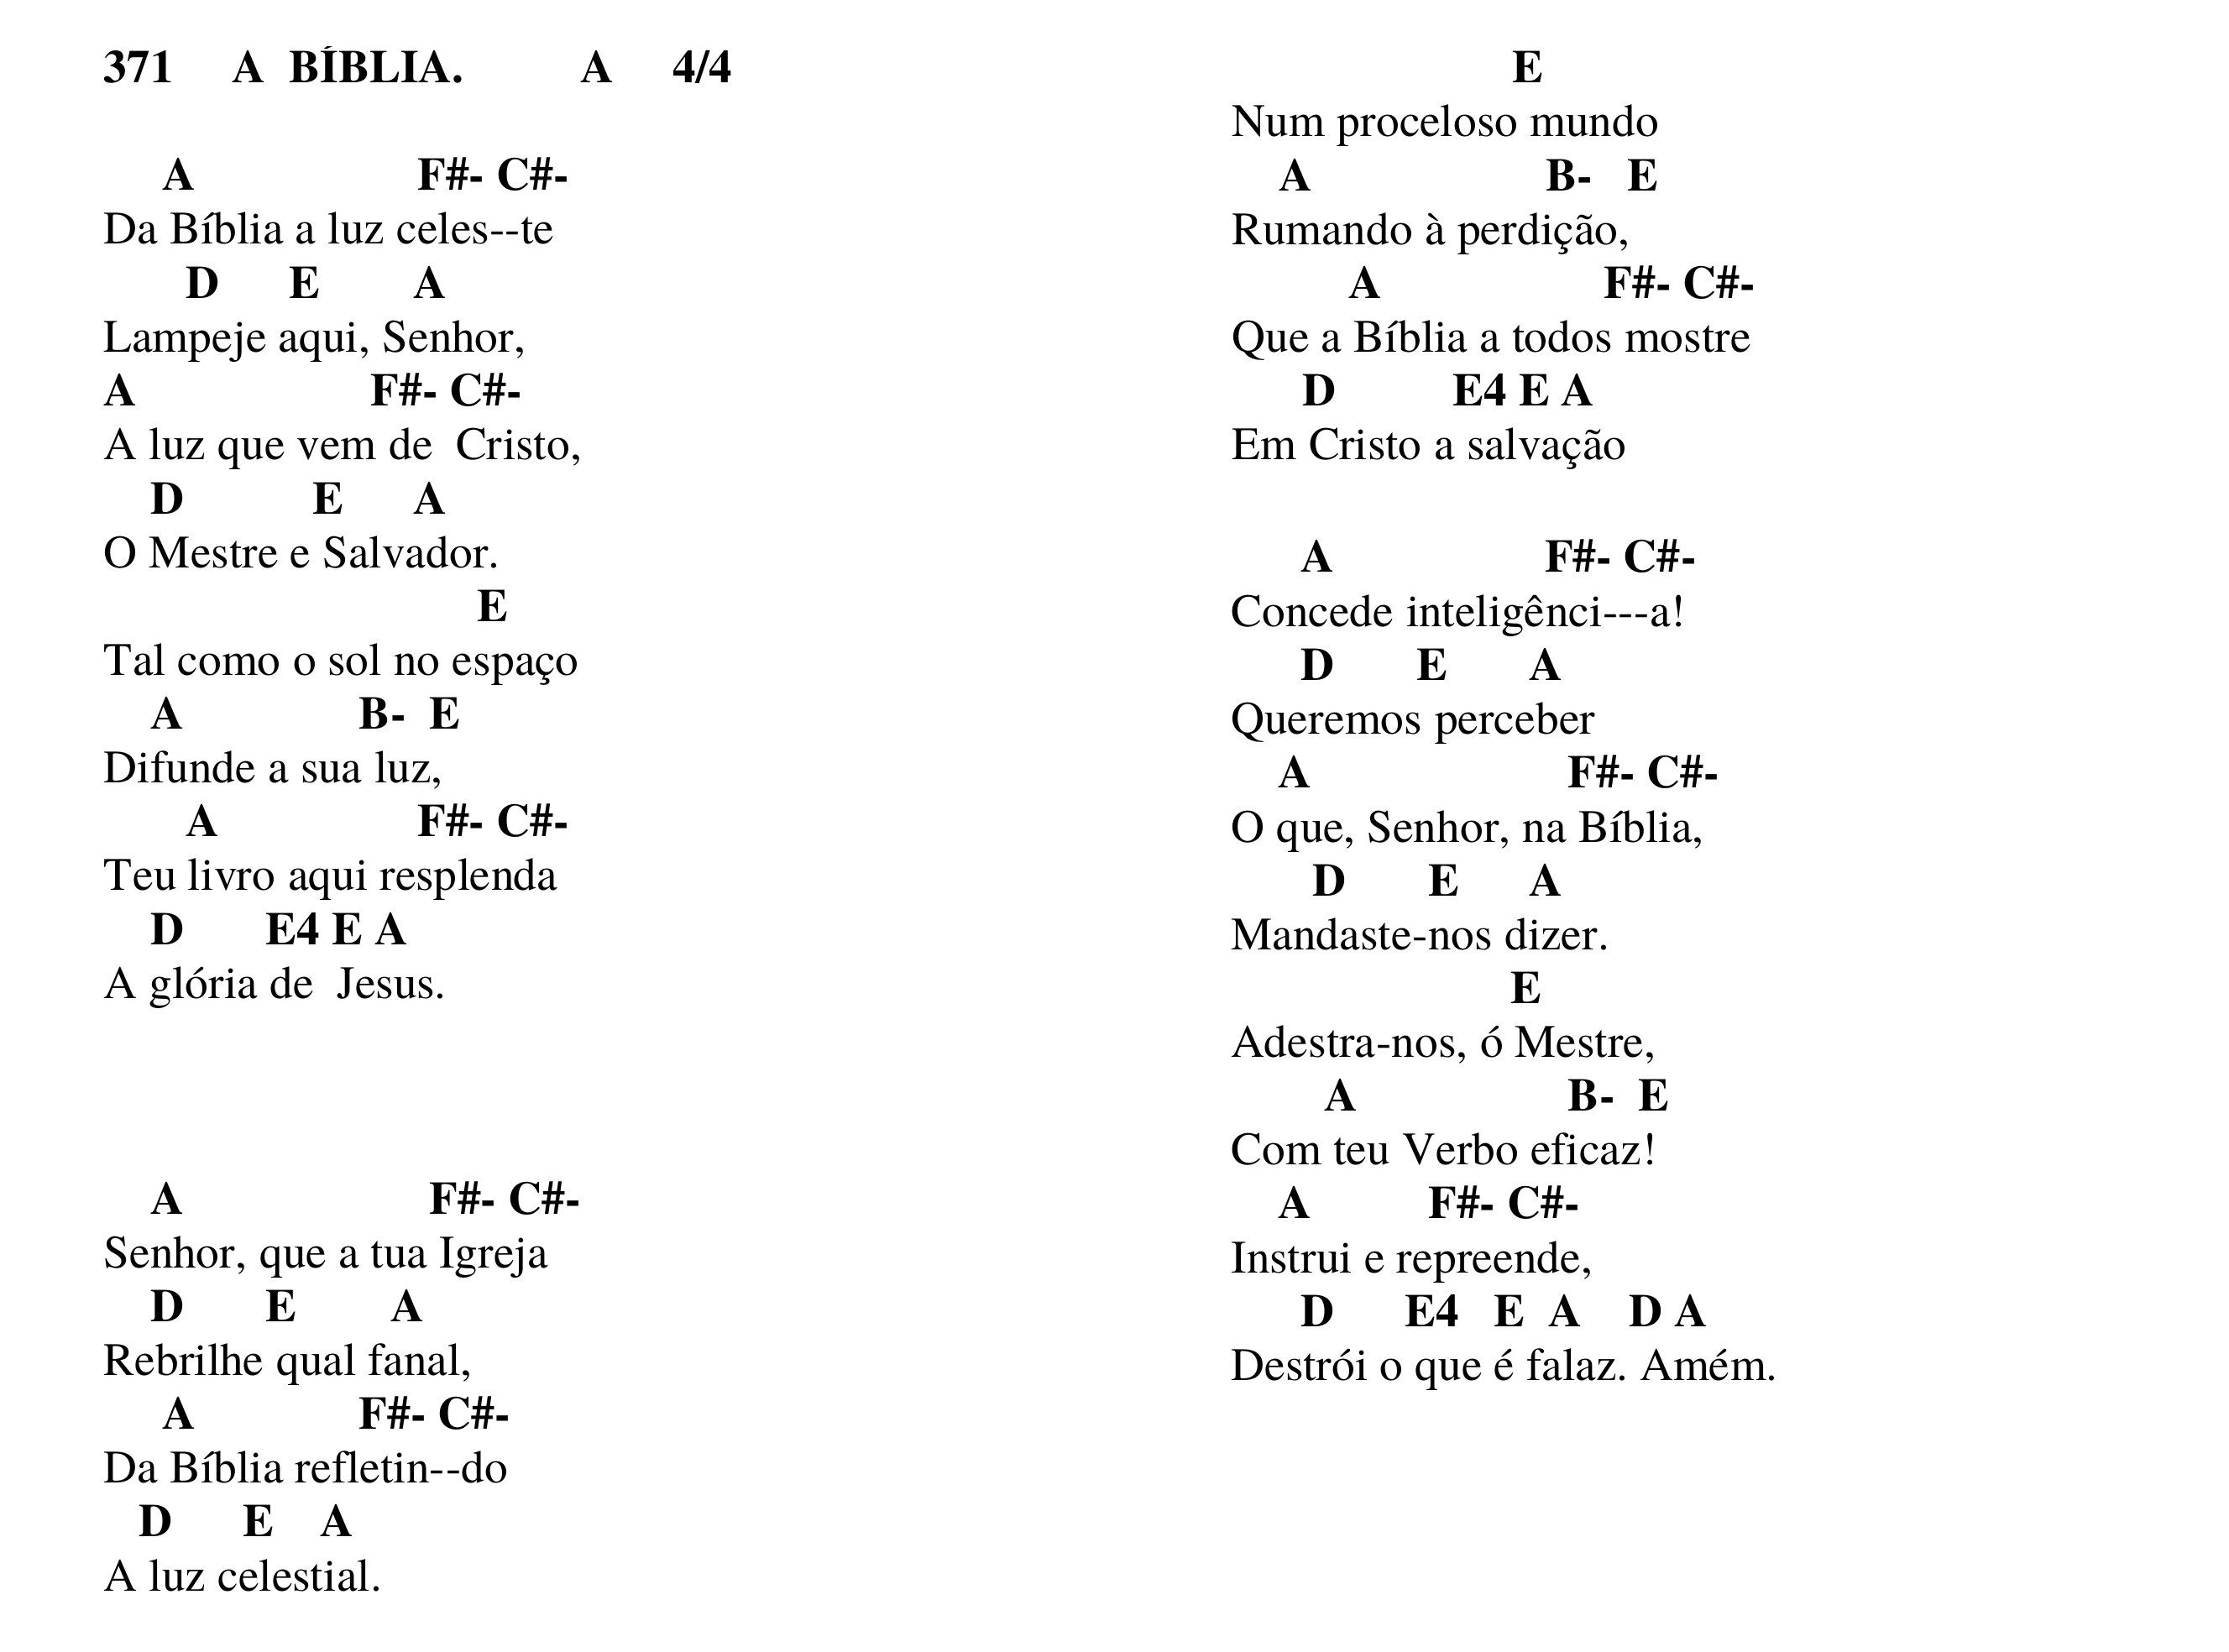 371     A  BÍBLIA.          A     4/4
     A                   F#- C#-
Da Bíblia a luz celes--te
       D      E        A
Lampeje aqui, Senhor,
A                    F#- C#-
A luz que vem de  Cristo,
    D           E      A
O Mestre e Salvador.
                                E
Tal como o sol no espaço
    A               B-  E
Difunde a sua luz,
       A                 F#- C#-
Teu livro aqui resplenda
    D       E4 E A
A glória de  Jesus.
    A                     F#- C#-
Senhor, que a tua Igreja
    D       E        A
Rebrilhe qual fanal,
     A              F#- C#-
Da Bíblia refletin--do
   D      E    A
A luz celestial.
                        E
Num proceloso mundo
    A                    B-   E
Rumando à perdição,
          A                   F#- C#-
Que a Bíblia a todos mostre
      D          E4 E A
Em Cristo a salvação
      A                  F#- C#-
Concede inteligênci---a!
      D       E       A
Queremos perceber
    A                      F#- C#-
O que, Senhor, na Bíblia,
       D       E      A
Mandaste-nos dizer.
                        E
Adestra-nos, ó Mestre,
        A                  B-  E
Com teu Verbo eficaz!
    A          F#- C#-
Instrui e repreende,
      D      E4   E  A    D A
Destrói o que é falaz. Amém.